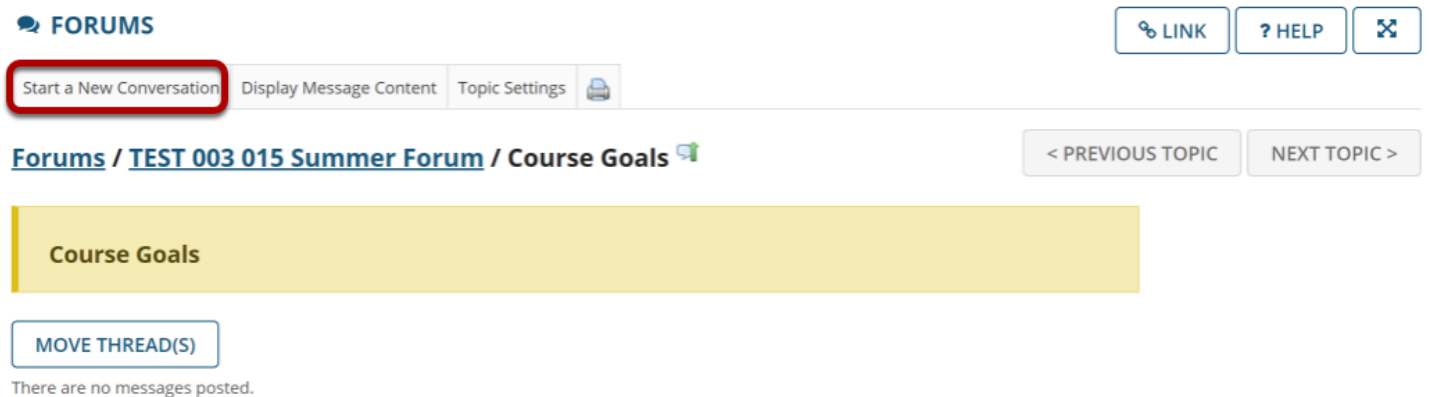 FORUMS
LINK
? HELP
Start a New Conversation
Display Message Content
Topic Settings
Forums / TEST 003 015 Summer Forum / Course Goals
< PREVIOUS TOPIC
NEXT TOPIC >
Course Goals
MOVE THREAD(S)
There are no messages posted.